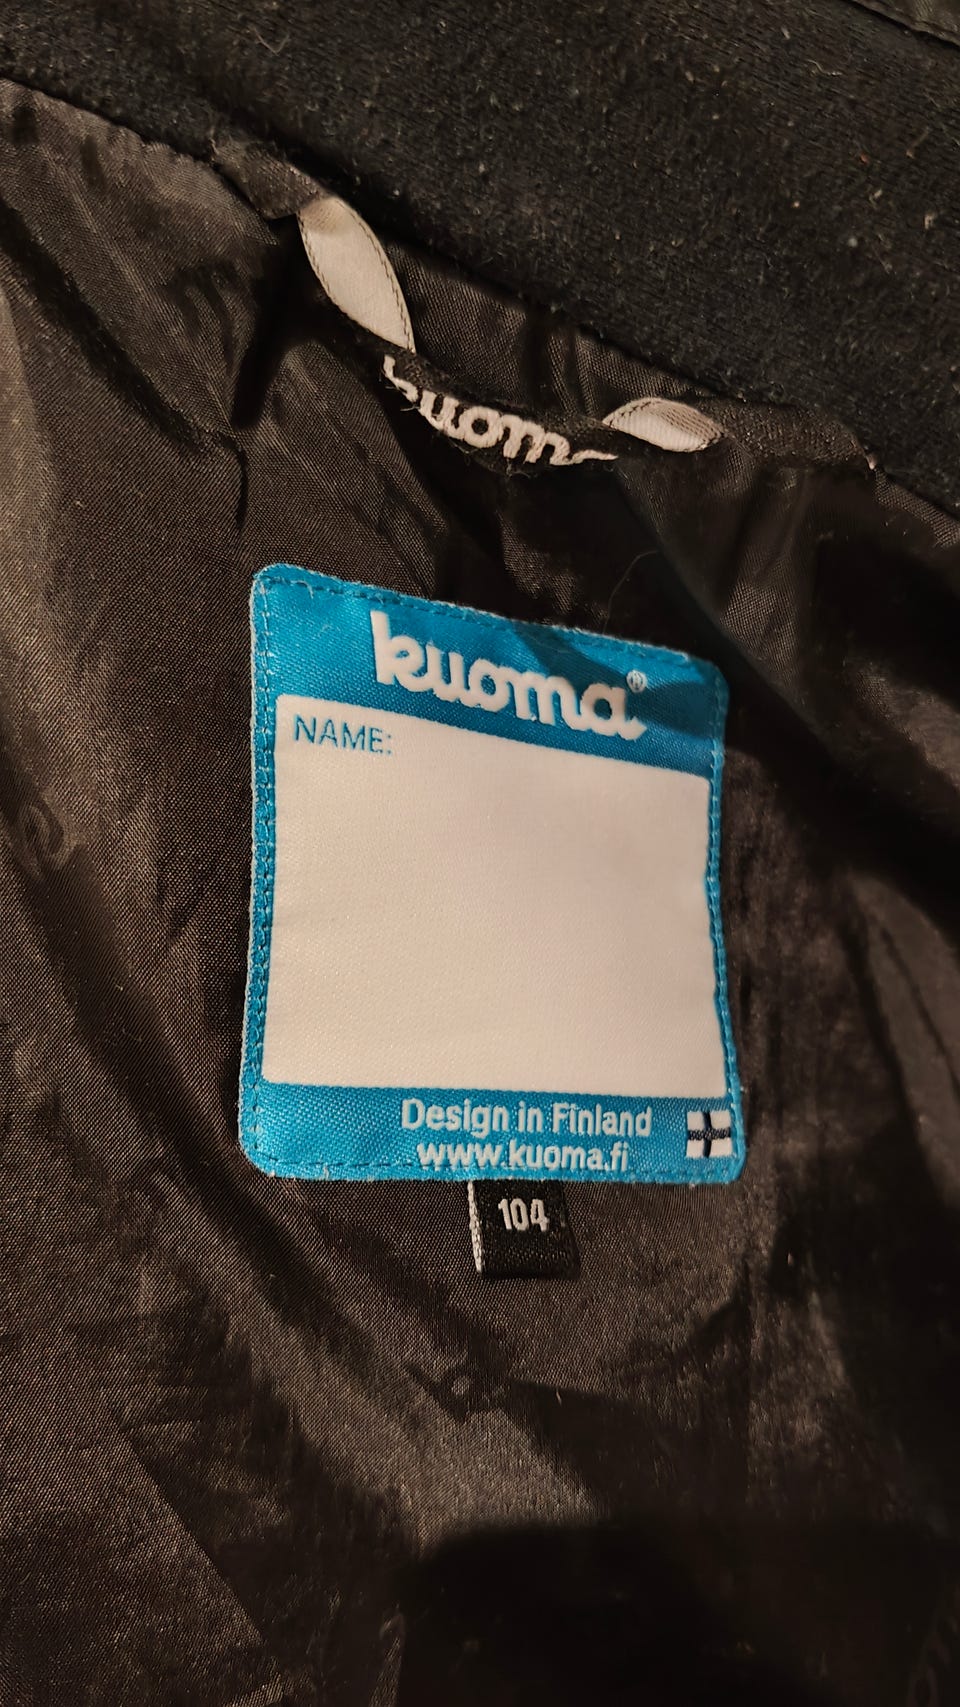 kuoma
kuoma®
NAME:
Design in Finland
www.kuoma.fi
104